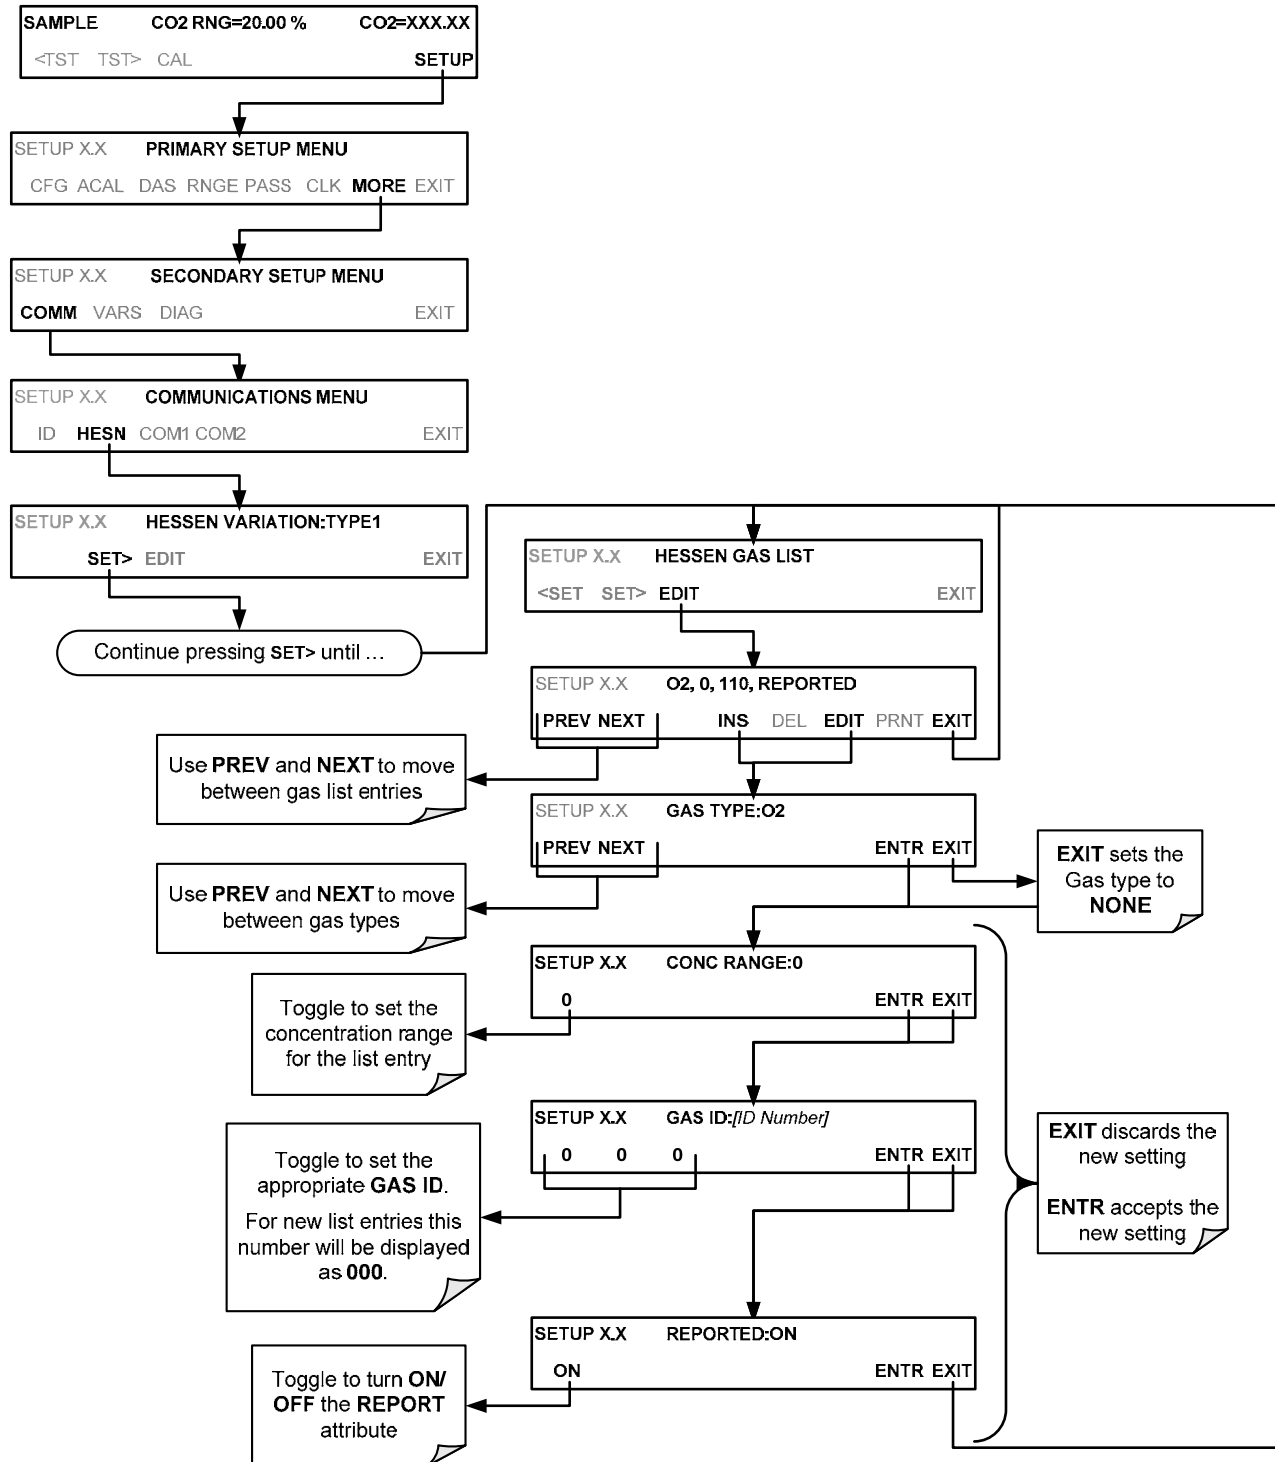 SAMPLE CO2 RNG=20.00 % CO2=XXX.XX
<TST TST> CAL SETUP
SETUP X.X PRIMARY SETUP MENU
CFG ACAL DAS RNGE PASS CLK MORE EXIT
SETUP X.X SECONDARY SETUP MENU
COMM VARS DIAG EXIT
SETUP X.X COMMUNICATIONS MENU
ID HESN COM1 COM2 EXIT
SETUP X.X HESSEN VARIATION:TYPE1
SET> EDIT EXIT
Continue pressing SET> until …
SETUP X.X HESSEN GAS LIST
<SET SET> EDIT EXIT
SETUP X.X O2, 0, 110, REPORTED
PREV NEXT INS DEL EDIT PRNT EXIT
Use PREV and NEXT to move
between gas list entries
SETUP X.X GAS TYPE:O2
PREV NEXT ENTR EXIT
EXIT sets the
Gas type to
NONE
Use PREV and NEXT to move
between gas types
SETUP X.X CONC RANGE:0
0 ENTR EXIT
Toggle to set the
concentration range
for the list entry
SETUP X.X GAS ID:[ID Number]
0 0 0 ENTR EXIT
Toggle to set the
appropriate GAS ID.
For new list entries this
number will be displayed
as 000.
EXIT discards the
new setting
ENTR accepts the
new setting
SETUP X.X REPORTED:ON
ON ENTR EXIT
Toggle to turn ON/
OFF the REPORT
attribute